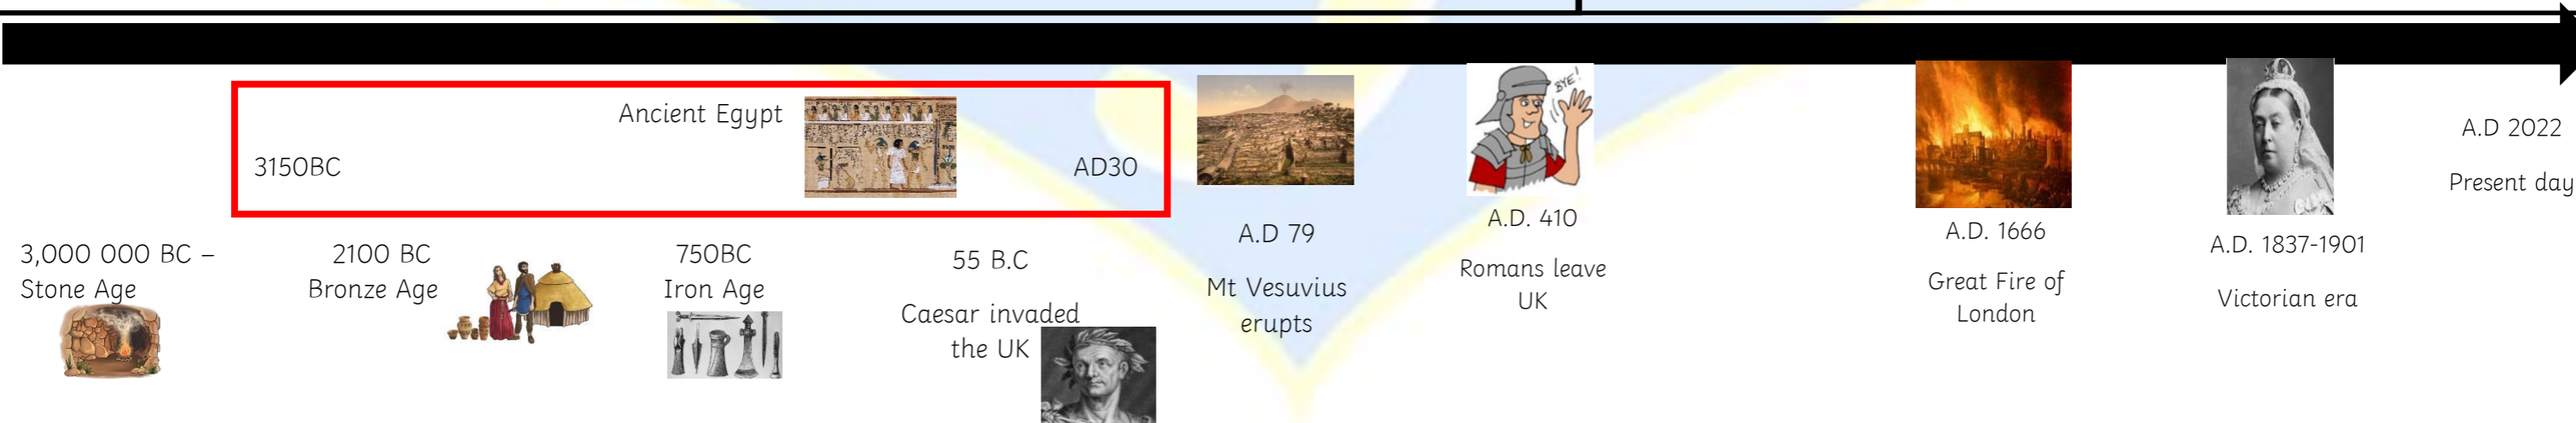 Ancient Egypt
3150BC
AD30
3,000 000 BC –
Stone Age
2100 BC
Bronze Age
750BC
Iron Age
55 B.C
Caesar invaded
the UK
A.D 79
Mt Vesuvius
erupts
BYE!
A.D. 410
Romans leave
UK
A.D. 1666
Great Fire of
London
A.D. 1837-1901
Victorian era
A.D 2022
Present day